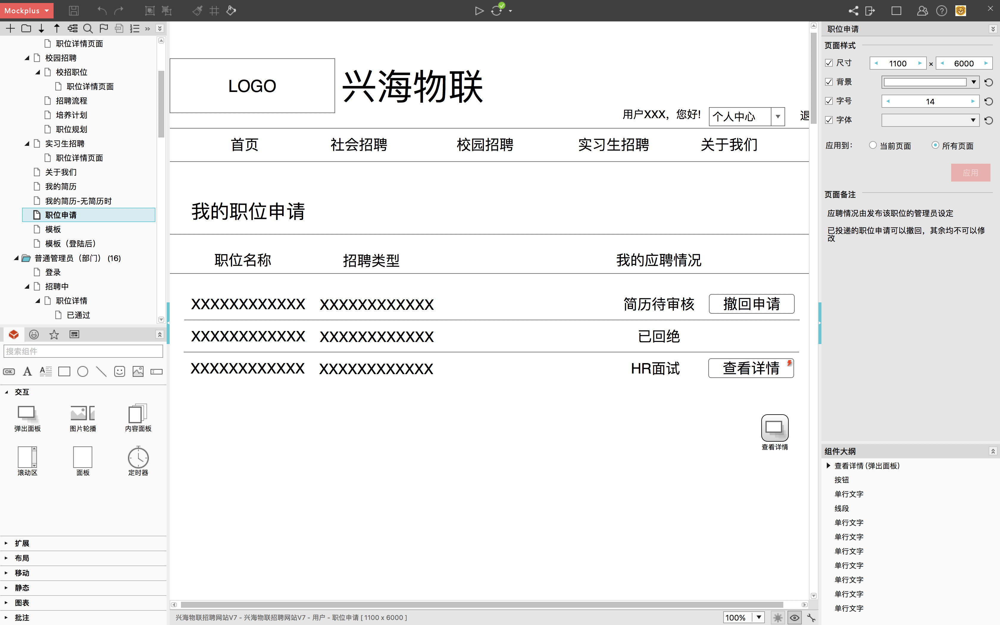 Mockplus
职位详情页面
校园招聘
校招职位
职位详情页面
招聘流程
培养计划
职位规划
实习生招聘
职位详情页面
关于我们
我的简历
我的简历-无简历时
职位申请
模板
模板（登陆后）
普通管理员（部门） (16)
登录
招聘中
职位详情
已通过
搜索组件
OK A A
交互
弹出面板 图片轮播 内容面板
滚动区 面板 定时器
扩展
布局
移动
静态
图表
批注
LOGO
兴海物联
用户XXX，您好! 个人中心 退
首页 社会招聘 校园招聘 实习生招聘 关于我们
我的职位申请
职位名称 招聘类型 我的应聘情况
XXXXXXXXXXXX XXXXXXXXXXXX 简历待审核 撤回申请
XXXXXXXXXXXX XXXXXXXXXXXX 已回绝
XXXXXXXXXXXX XXXXXXXXXXXX HR面试 查看详情
查看详情
兴海物联招聘网站V7 - 兴海物联招聘网站V7 - 用户 - 职位申请 [ 1100 x 6000 ]
100%
职位申请
页面样式
尺寸 1100 × 6000
背景
字号 14
字体
应用到： 当前页面 所有页面
应用
页面备注
应聘情况由发布该职位的管理员设定
已投递的职位申请可以撤回，其余均不可以修
改
组件大纲
查看详情 (弹出面板)
按钮
单行文字
线段
单行文字
单行文字
单行文字
单行文字
单行文字
单行文字
单行文字